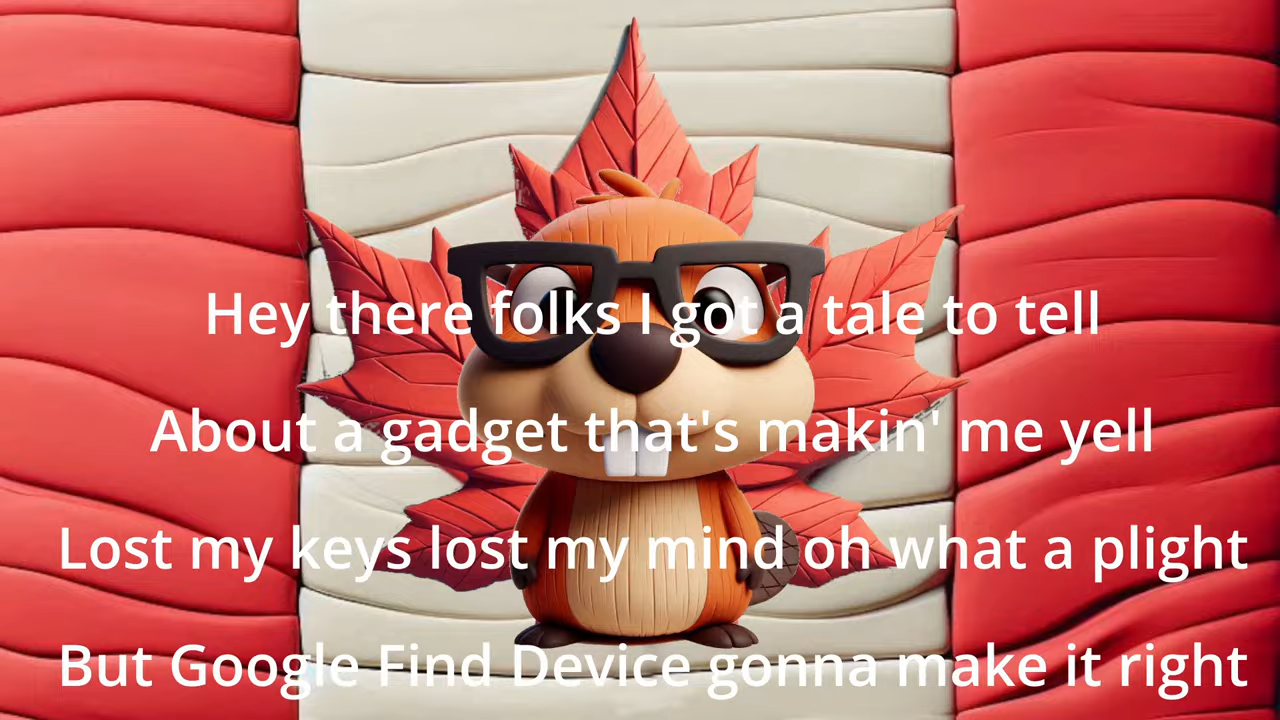 Hey there folks I got a tale to tell
About a gadget that's makin' me yell
Lost my keys lost my mind oh what a plight
But Google Find Device gonna make it right